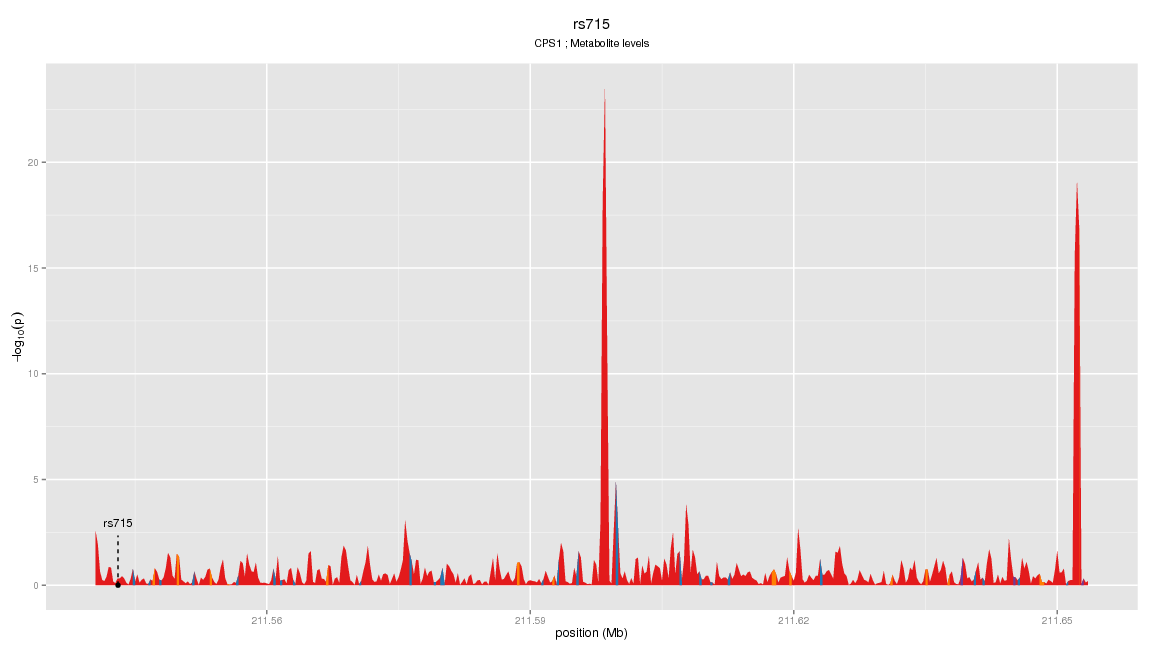 rs715
CPS1 ; Metabolite levels
20
15
10
5
0
−log10(p)
rs715
211.56
211.59
211.62
211.65
position (Mb)